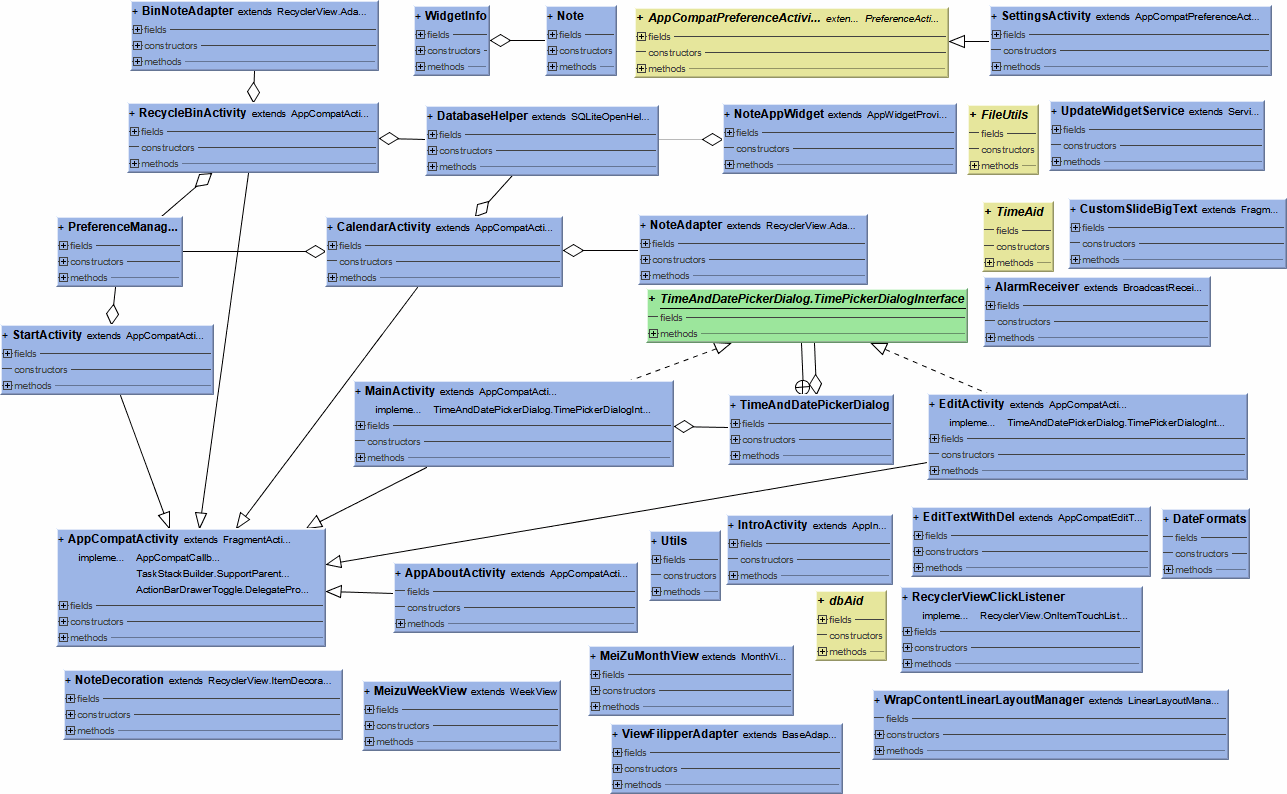 + BinNoteAdapter extends RecyclerView.Ada...
fields
constructors
methods
+ WidgetInfo
fields
constructors
methods
+ Note
fields
constructors
methods
+ AppCompatPreferenceActivi... exten... PreferenceActi...
fields
constructors
methods
+ SettingsActivity extends AppCompatPreferenceAct...
fields
constructors
methods
+ RecycleBinActivity extends AppCompatActi...
fields
constructors
methods
+ DatabaseHelper extends SQLiteOpenHel...
fields
constructors
methods
+ NoteAppWidget extends AppWidgetProvi...
fields
constructors
methods
+ FileUtils
fields
constructors
methods
+ UpdateWidgetService extends Servi...
fields
constructors
methods
+ PreferenceManag...
fields
constructors
methods
+ CalendarActivity extends AppCompatActi...
fields
constructors
methods
+ NoteAdapter extends RecyclerView.Ada...
fields
constructors
methods
+ TimeAid
fields
constructors
methods
+ CustomSlideBigText extends Fragm...
fields
constructors
methods
+ TimeAndDatePickerDialog.TimePickerDialogInterface
fields
methods
+ AlarmReceiver extends BroadcastRecei...
fields
constructors
methods
+ StartActivity extends AppCompatActi...
fields
constructors
methods
+ MainActivity extends AppCompatActi...
impleme... TimeAndDatePickerDialog.TimePickerDialogInt...
fields
constructors
methods
+ TimeAndDatePickerDialog
fields
constructors
methods
+ EditActivity extends AppCompatActi...
impleme... TimeAndDatePickerDialog.TimePickerDialogInt...
fields
constructors
methods
+ AppCompatActivity extends FragmentActi...
impleme... AppCompatCallb...
TaskStackBuilder.SupportParent...
ActionBarDrawerToggle.DelegatePro...
fields
constructors
methods
+ AppAboutActivity extends AppCompatActi...
fields
constructors
methods
+ Utils
fields
constructors
methods
+ IntroActivity extends AppIn...
fields
constructors
methods
+ EditTextWithDel extends AppCompatEditT...
fields
constructors
methods
+ DateFormats
fields
constructors
methods
+ dbAid
fields
constructors
methods
+ RecyclerViewClickListener
impleme... RecyclerView.OnItemTouchList...
fields
constructors
methods
+ NoteDecoration extends RecyclerView.ItemDecora...
fields
constructors
methods
+ MeizuWeekView extends WeekView
fields
constructors
methods
+ MeiZuMonthView extends MonthVi...
fields
constructors
methods
+ ViewFilipperAdapter extends BaseAdap...
fields
constructors
methods
+ WrapContentLinearLayoutManager extends LinearLayoutMana...
fields
constructors
methods